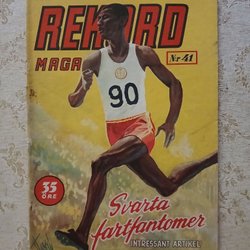 REKORD
MAGA
Nr 41
90
35
ÖRE
Svarta
fartfantomer
INTRESSANT ARTIKEL